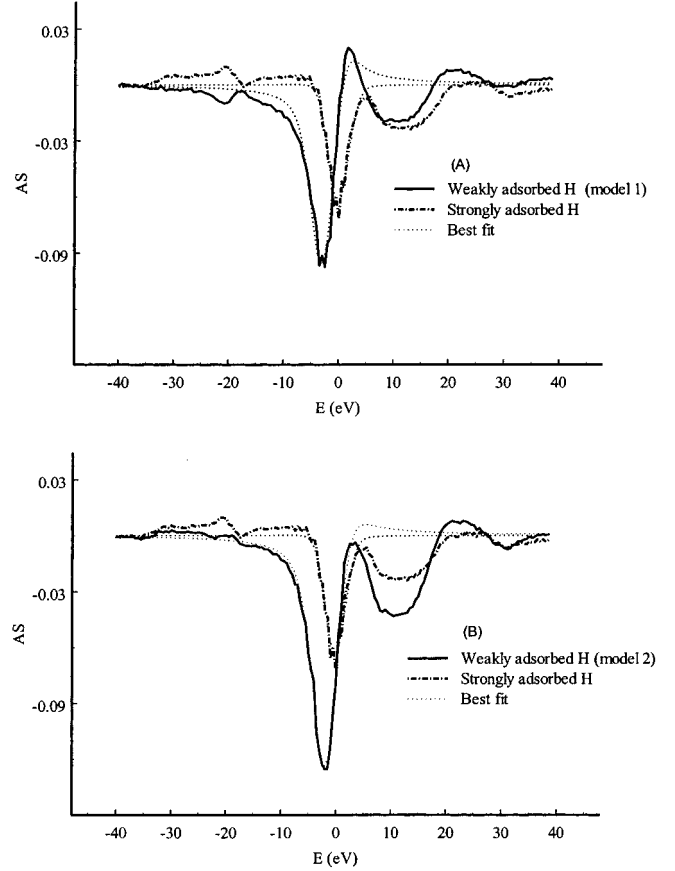 0.03
-0.03
-0.09
AS
(A)
Weakly adsorbed H (model 1)
Strongly adsorbed H
Best fit
-40 -30 -20 -10 0 10 20 30 40
E (eV)
0.03
-0.03
-0.09
AS
(B)
Weakly adsorbed H (model 2)
Strongly adsorbed H
Best fit
-40 -30 -20 -10 0 10 20 30 40
E (eV)